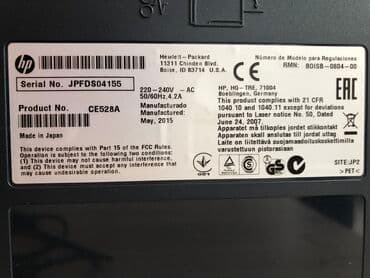 hp
Hewlett-Packard
11311 Chinden Blvd.
Boise, ID 83714 U.S.A.
Número de Modelo para Regulaciones
RMN: BOISB-0804-00
Serial No. JPFDS04155
Product No. CE528A
Made in Japan
220-240V ~ AC
50/60Hz, 4.2A
Manufactured
Manufacturado
May, 2015
HP, HQ-TRE, 71004
Boeblingen, Germany
This product complies with 21 CFR
1040.10 and 1040.11 except for deviations
pursuant to Laser notice No. 50, Dated
June 24, 2007.
EAC
Apparatet må tilkoples jordet stikkontakt
Apparaten skall anslutas till jordat uttag
Laite on liitettävä suojamaadoituskoskettimilla
varustettuun pistorasiaan
This device complies with Part 15 of the FCC Rules.
Operation is subject to the following two conditions:
(1) This device may not cause harmful interference, and
(2) This device must accept any interference
received, including interference that may cause
undesirable operation.
SITE:JP2
>PET<